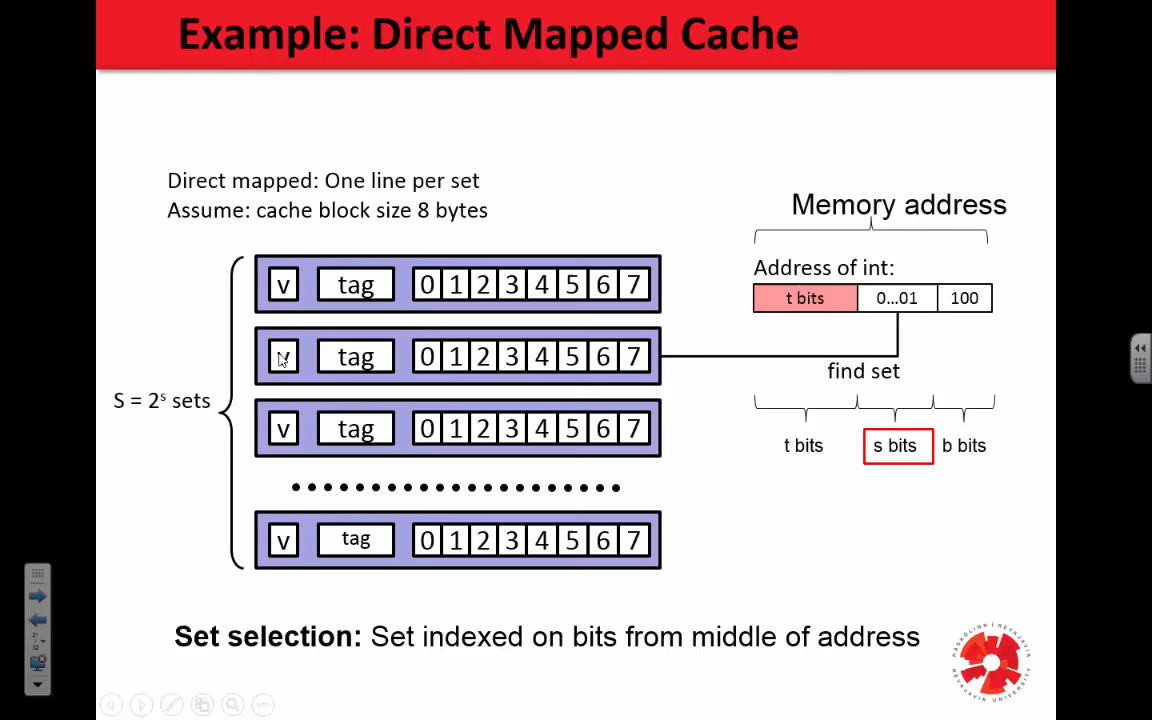 Example: Direct Mapped Cache
Direct mapped: One line per set
Assume: cache block size 8 bytes
Memory address
Address of int:
t bits 0...01 100
find set
t bits s bits b bits
S = 2ˢ sets
v tag 0 1 2 3 4 5 6 7
v tag 0 1 2 3 4 5 6 7
v tag 0 1 2 3 4 5 6 7
v tag 0 1 2 3 4 5 6 7
Set selection: Set indexed on bits from middle of address
HÁSKÓLINN Í REYKJAVÍK
REYKJAVIK UNIVERSITY